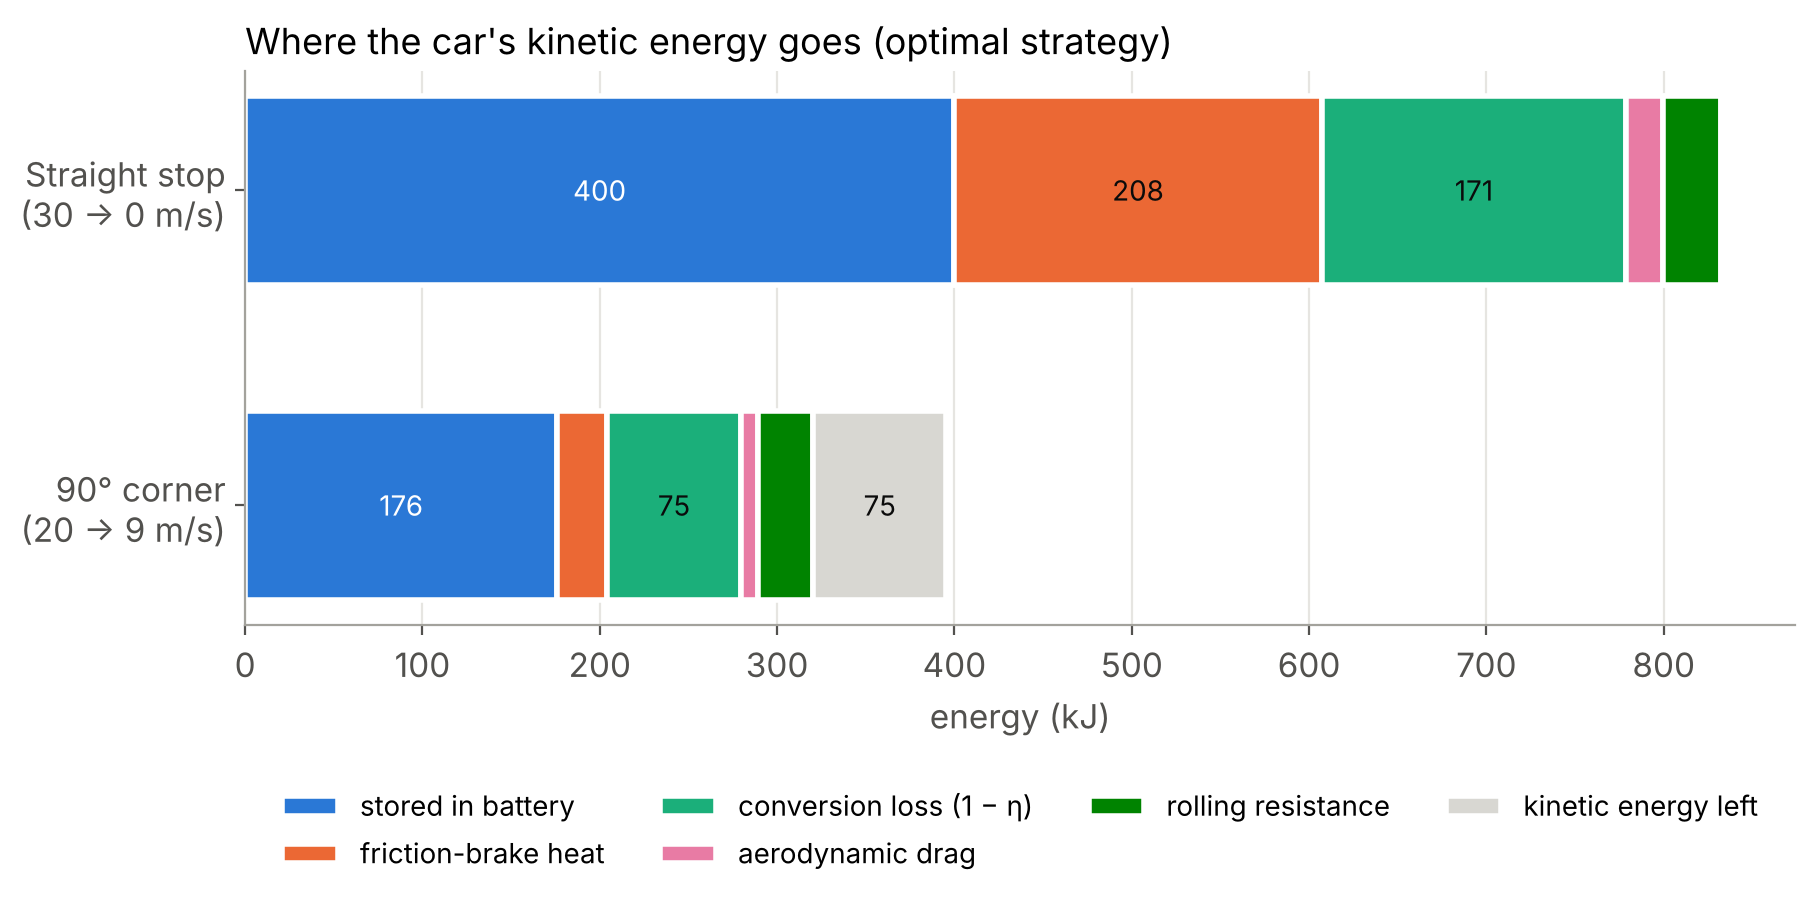 Where the car's kinetic energy goes (optimal strategy)
Straight stop
(30 → 0 m/s)
400
208
171
90° corner
(20 → 9 m/s)
176
75
75
0 100 200 300 400 500 600 700 800
energy (kJ)
stored in battery
friction-brake heat
conversion loss (1 − η)
aerodynamic drag
rolling resistance
kinetic energy left